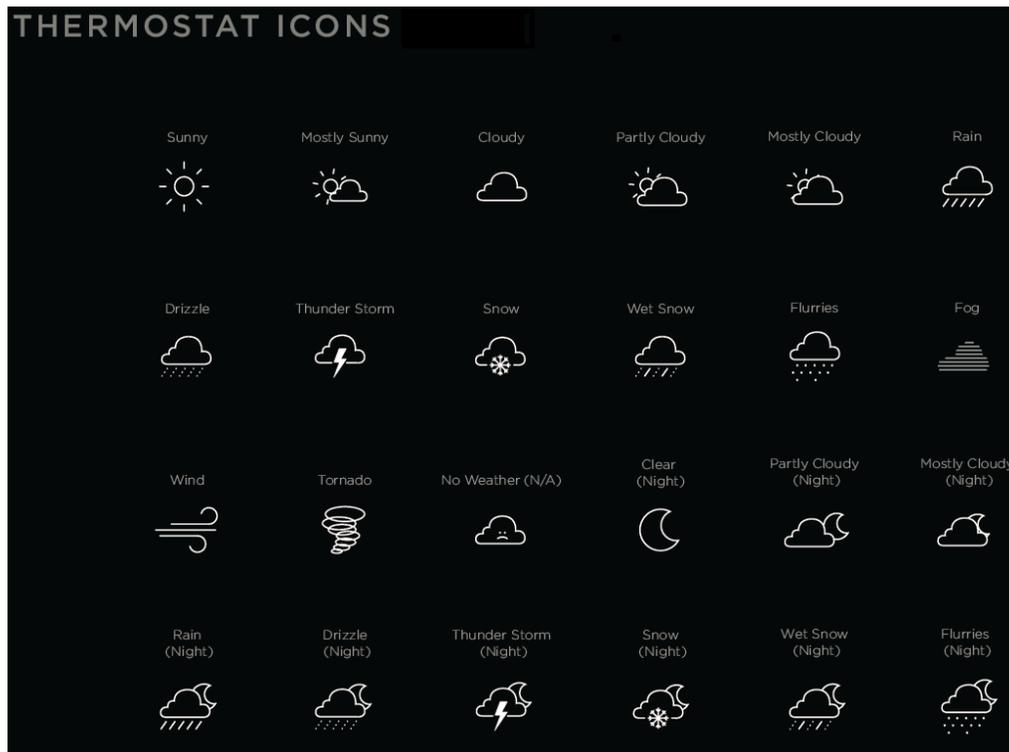 THERMOSTAT ICONS
Sunny
Mostly Sunny
Cloudy
Partly Cloudy
Mostly Cloudy
Rain
Drizzle
Thunder Storm
Snow
Wet Snow
Flurries
Fog
Wind
Tornado
No Weather (N/A)
Clear
(Night)
Partly Cloudy
(Night)
Mostly Cloudy
(Night)
Rain
(Night)
Drizzle
(Night)
Thunder Storm
(Night)
Snow
(Night)
Wet Snow
(Night)
Flurries
(Night)